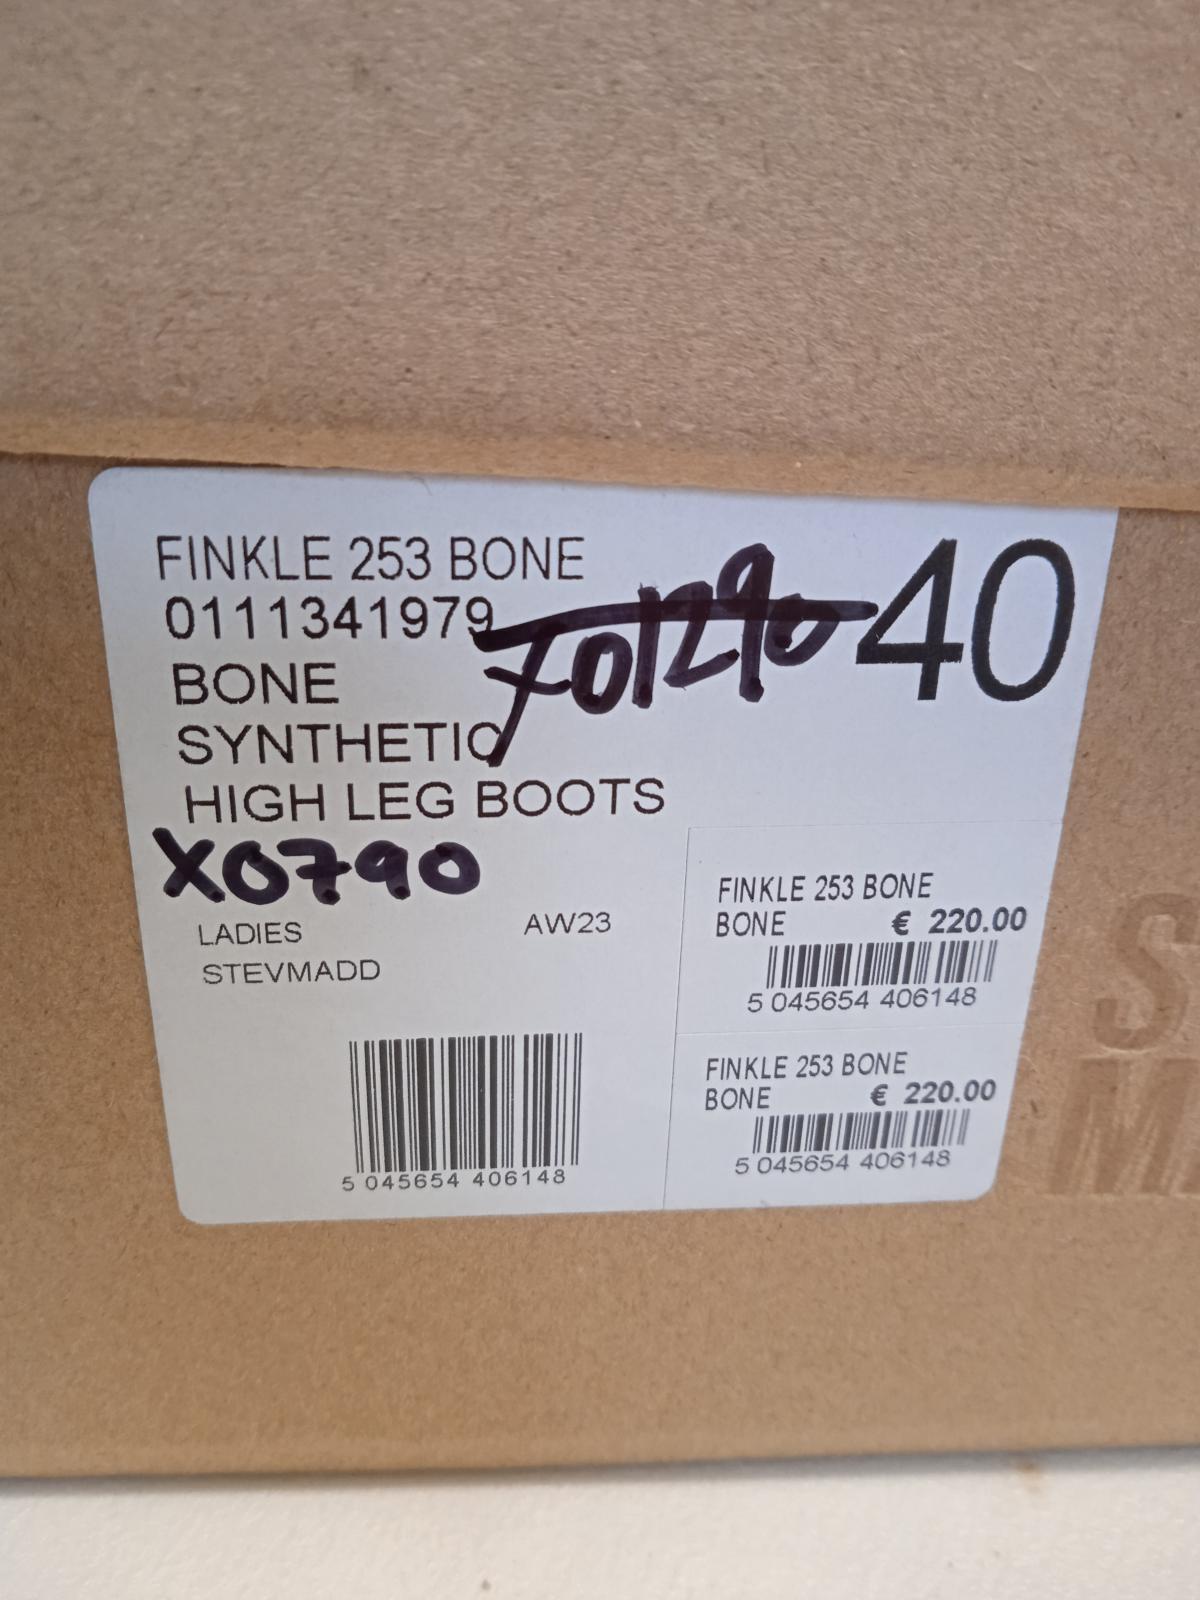 FINKLE 253 BONE
0111341979
BONE
SYNTHETIC
HIGH LEG BOOTS
X0790
LADIES AW23
STEVMADD
5 045654 406148
701290
40
FINKLE 253 BONE
BONE € 220.00
5 045654 406148
FINKLE 253 BONE
BONE € 220.00
5 045654 406148